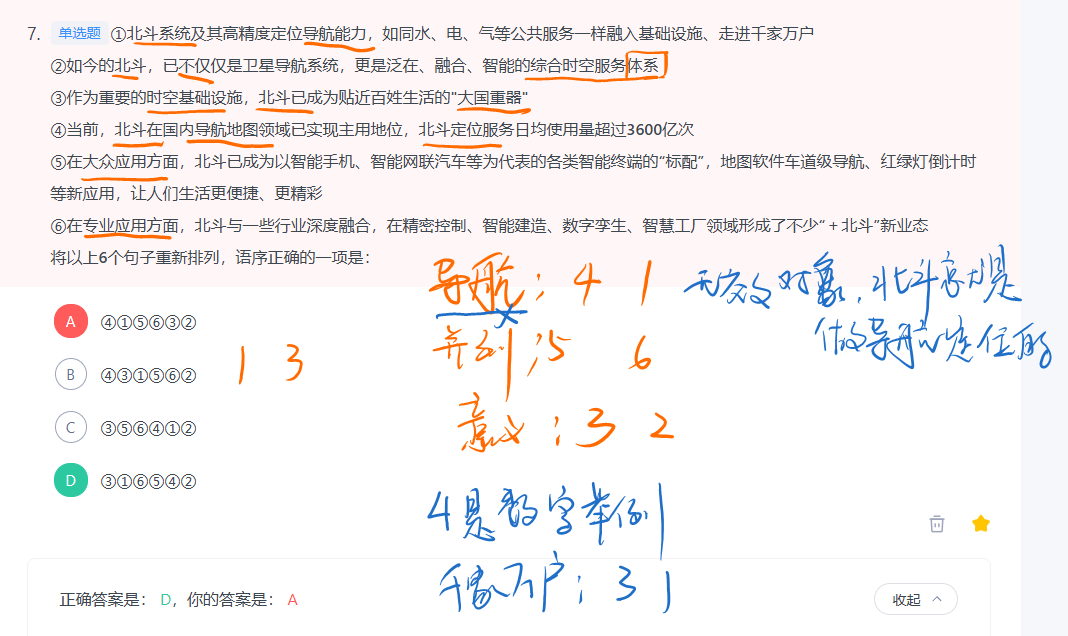 7. 单选题 ①北斗系统及其高精度定位导航能力，如同水、电、气等公共服务一样融入基础设施、走进千家万户
②如今的北斗，已不仅仅是卫星导航系统，更是泛在、融合、智能的综合时空服务体系
③作为重要的时空基础设施，北斗已成为贴近百姓生活的"大国重器"
④当前，北斗在国内导航地图领域已实现主用地位，北斗定位服务日均使用量超过3600亿次
⑤在大众应用方面，北斗已成为以智能手机、智能网联汽车等为代表的各类智能终端的“标配”，地图软件车道级导航、红绿灯倒计时
等新应用，让人们生活更便捷、更精彩
⑥在专业应用方面，北斗与一些行业深度融合，在精密控制、智能建造、数字孪生、智慧工厂领域形成了不少“＋北斗”新业态
将以上6个句子重新排列，语序正确的一项是：
导航：4 1 无效对象，北斗就是
做导航定位的
A ④①⑤⑥③②
并列：5 6
B ④③①⑤⑥② 1 3
意义：3 2
C ③⑤⑥④①②
D ③①⑥⑤④②
4是数字举例
千家万户：3 1
正确答案是： D，你的答案是： A
收起